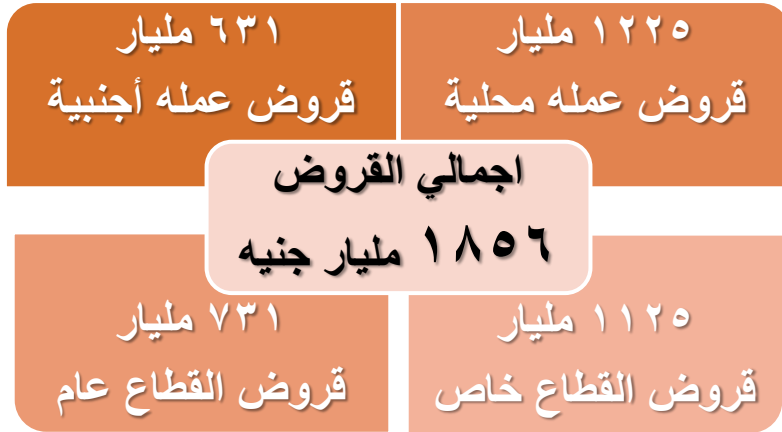 ١٢٢٥ مليار
قروض عمله محلية
٦٣١ مليار
قروض عمله أجنبية
اجمالي القروض
١٨٥٦ مليار جنيه
١١٢٥ مليار
قروض القطاع خاص
٧٣١ مليار
قروض القطاع عام